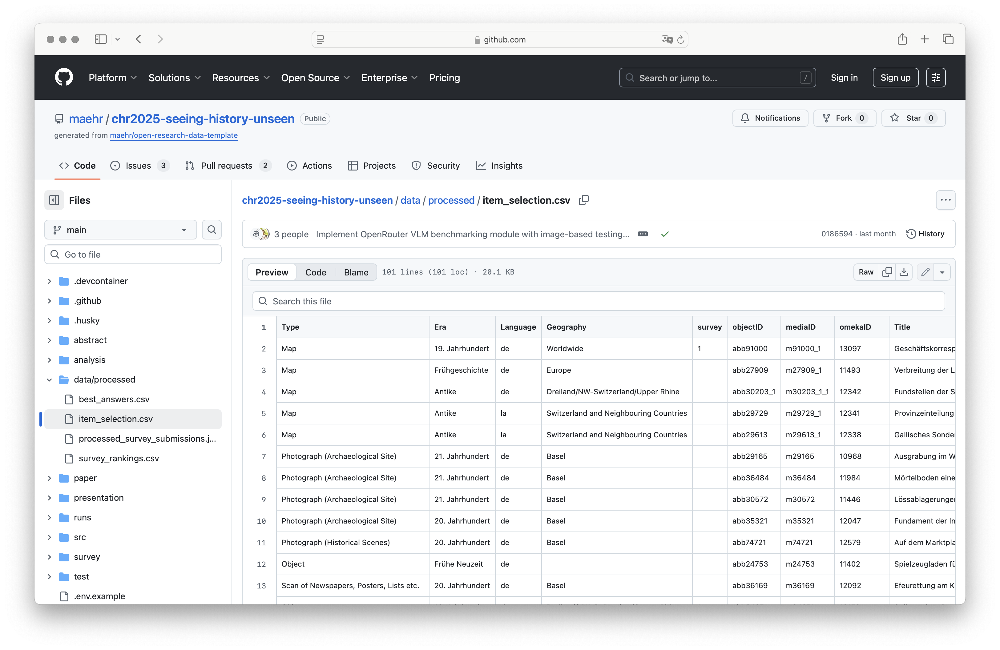 github.com
Platform Solutions Resources Open Source Enterprise Pricing Search or jump to... / Sign in Sign up
maehr / chr2025-seeing-history-unseen Public Notifications Fork 0 Star 0
generated from maehr/open-research-data-template
Code Issues 3 Pull requests 2 Actions Projects Security Insights
Files
main
Go to file
.devcontainer
.github
.husky
abstract
analysis
data/processed
best_answers.csv
item_selection.csv
processed_survey_submissions.j...
survey_rankings.csv
paper
presentation
runs
src
survey
test
.env.example
chr2025-seeing-history-unseen / data / processed / item_selection.csv
3 people Implement OpenRouter VLM benchmarking module with image-based testing... 0186594 · last month History
Preview Code Blame 101 lines (101 loc) · 20.1 KB Raw
Search this file
1 Type Era Language Geography survey objectID mediaID omekaID Title
2 Map 19. Jahrhundert de Worldwide 1 abb91000 m91000_1 13097 Geschäftskorresp
3 Map Frühgeschichte de Europe abb27909 m27909_1 11493 Verbreitung der L
4 Map Antike de Dreiland/NW-Switzerland/Upper Rhine abb30203_1 m30203_1_1 12342 Fundstellen der S
5 Map Antike la Switzerland and Neighbouring Countries abb29729 m29729_1 12341 Provinzeinteilung
6 Map Antike la Switzerland and Neighbouring Countries abb29613 m29613_1 12338 Gallisches Sonder
7 Photograph (Archaeological Site) 21. Jahrhundert de Basel abb29165 m29165 10968 Ausgrabung im W
8 Photograph (Archaeological Site) 21. Jahrhundert de Basel abb36484 m36484 11984 Mörtelboden eine
9 Photograph (Archaeological Site) 21. Jahrhundert de Basel abb30572 m30572 11446 Lössablagerunger
10 Photograph (Archaeological Site) 20. Jahrhundert de Basel abb35321 m35321 12047 Fundament der In
11 Photograph (Historical Scenes) 20. Jahrhundert de Basel abb74721 m74721 12579 Auf dem Marktpla
12 Object Frühe Neuzeit de abb24753 m24753 11402 Spielzeugladen fü
13 Scan of Newspapers, Posters, Lists etc. 20. Jahrhundert de Basel abb36169 m36169 12092 Efeurettung am K